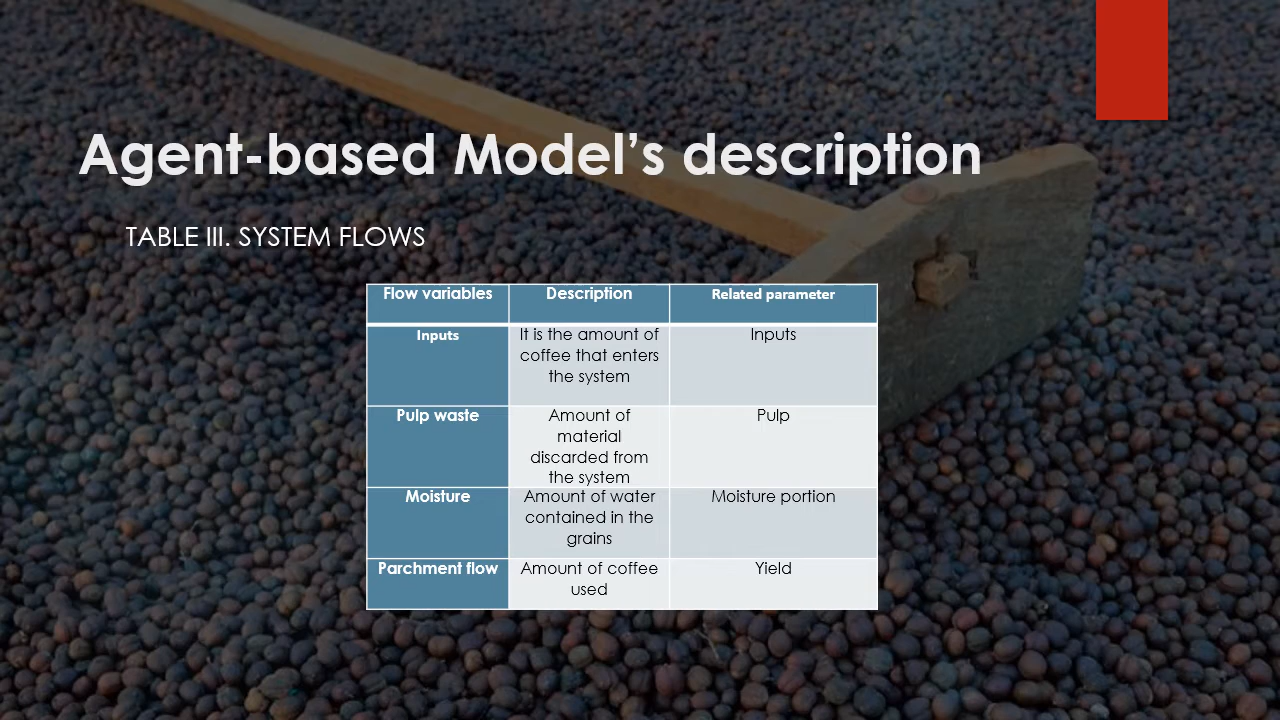 Agent-based Model’s description
TABLE III. SYSTEM FLOWS
Flow variables Description Related parameter
Inputs It is the amount of Inputs
coffee that enters
the system
Pulp waste Amount of Pulp
material
discarded from
the system
Moisture Amount of water Moisture portion
contained in the
grains
Parchment flow Amount of coffee Yield
used